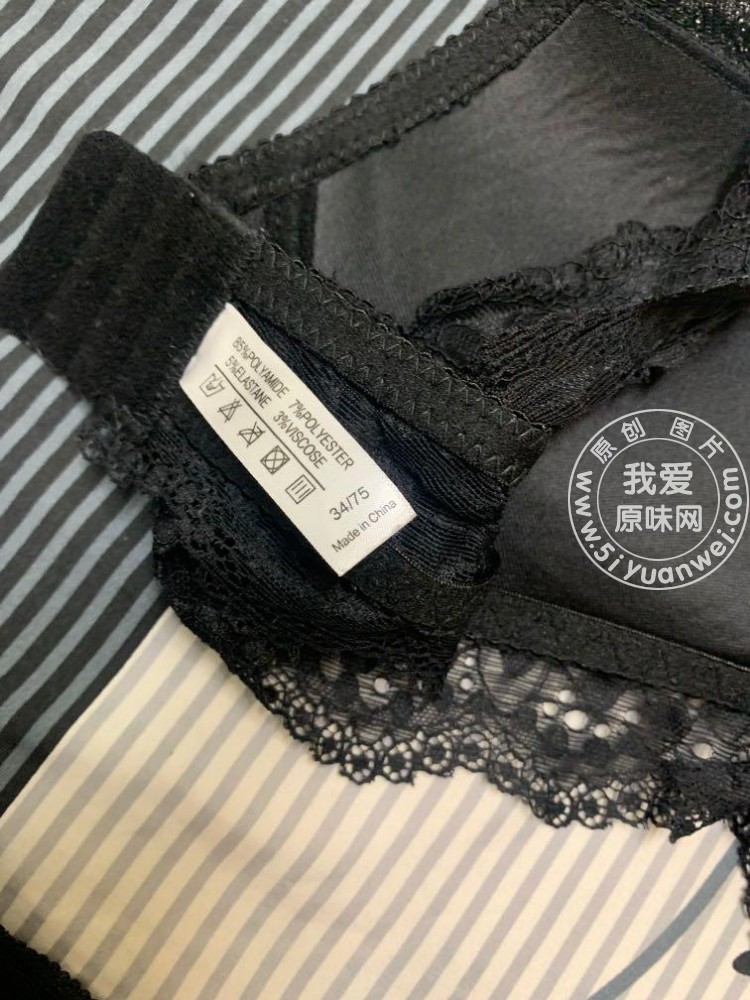 85%POLYAMIDE 7%POLYESTER
5%ELASTANE 3%VISCOSE
34/75
Made in China
原创图片
我爱
原味网
www.5iyuanwei.com